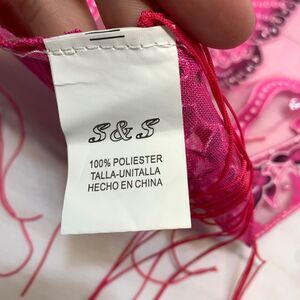 S&S
100% POLIESTER
TALLA-UNITALLA
HECHO EN CHINA